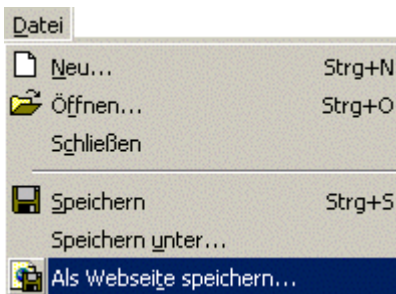 Datei
Neu... Strg+N
Öffnen... Strg+O
Schließen
Speichern Strg+S
Speichern unter...
Als Webseite speichern...